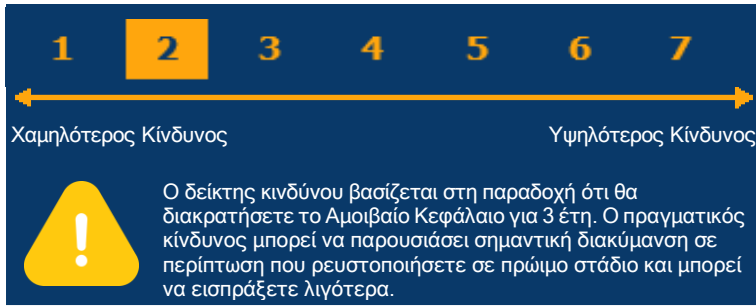 1 2 3 4 5 6 7
Χαμηλότερος Κίνδυνος Υψηλότερος Κίνδυνος
Ο δείκτης κινδύνου βασίζεται στη παραδοχή ότι θα
διακρατήσετε το Αμοιβαίο Κεφάλαιο για 3 έτη. Ο πραγματικός
κίνδυνος μπορεί να παρουσιάσει σημαντική διακύμανση σε
περίπτωση που ρευστοποιήσετε σε πρώιμο στάδιο και μπορεί
να εισπράξετε λιγότερα.